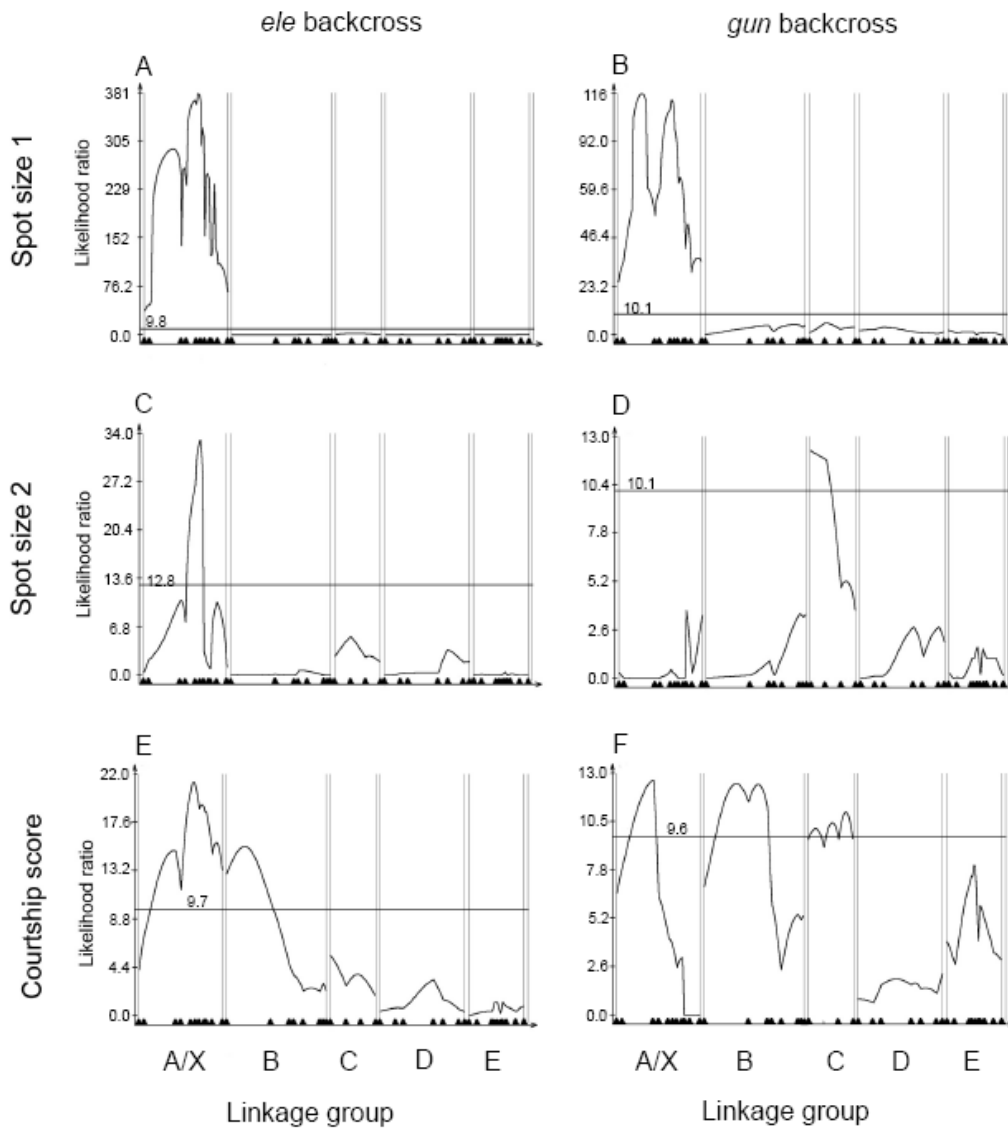 ele backcross
gun backcross
Spot size 1
A
Likelihood ratio
381
305
229
152
76.2
0.0
9.8
B
116
92.0
59.6
46.4
23.2
0.0
10.1
Spot size 2
C
Likelihood ratio
34.0
27.2
20.4
13.6
6.8
0.0
12.8
D
13.0
10.4
7.8
5.2
2.6
0.0
10.1
Courtship score
E
Likelihood ratio
22.0
17.6
13.2
8.8
4.4
0.0
9.7
F
13.0
10.5
7.8
5.2
2.6
0.0
9.6
A/X B C D E
A/X B C D E
Linkage group
Linkage group